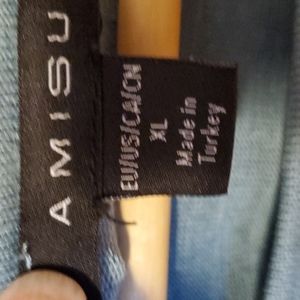 AMISU
EU/US/CA/CN
XL
Made in
Turkey